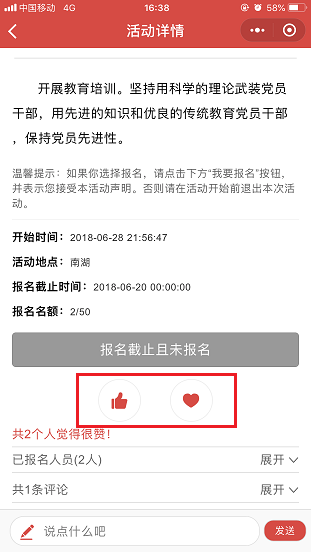 中国移动 4G 16:38 28%
活动详情
开展教育培训。坚持用科学的理论武装党员
干部，用先进的知识和优良的传统教育党员干部
，保持党员先进性。
温馨提示：如果你选择报名，请点击下方“我要报名”按钮，
并表示您接受本活动声明。否则请在活动开始前退出本次活
动。
开始时间：2018-06-28 21:56:47
活动地点：南湖
报名截止时间：2018-06-20 00:00:00
报名名额：2/50
报名截止且未报名
共2个人觉得很赞！
已报名人员(2人) 展开
共1条评论 展开
说点什么吧 发送